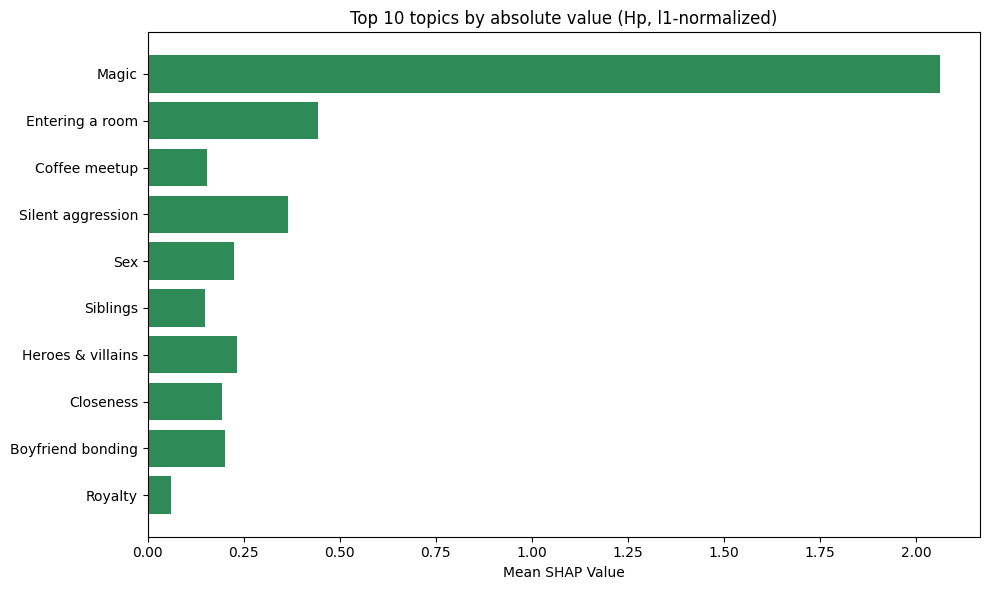 Top 10 topics by absolute value (Hp, l1-normalized)
Magic
Entering a room
Coffee meetup
Silent aggression
Sex
Siblings
Heroes & villains
Closeness
Boyfriend bonding
Royalty
0.00 0.25 0.50 0.75 1.00 1.25 1.50 1.75 2.00
Mean SHAP Value